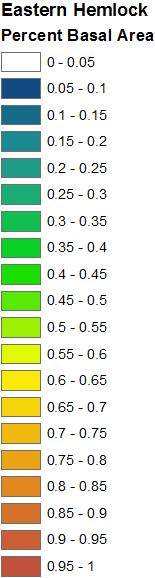 Eastern Hemlock
Percent Basal Area
0 - 0.05
0.05 - 0.1
0.1 - 0.15
0.15 - 0.2
0.2 - 0.25
0.25 - 0.3
0.3 - 0.35
0.35 - 0.4
0.4 - 0.45
0.45 - 0.5
0.5 - 0.55
0.55 - 0.6
0.6 - 0.65
0.65 - 0.7
0.7 - 0.75
0.75 - 0.8
0.8 - 0.85
0.85 - 0.9
0.9 - 0.95
0.95 - 1